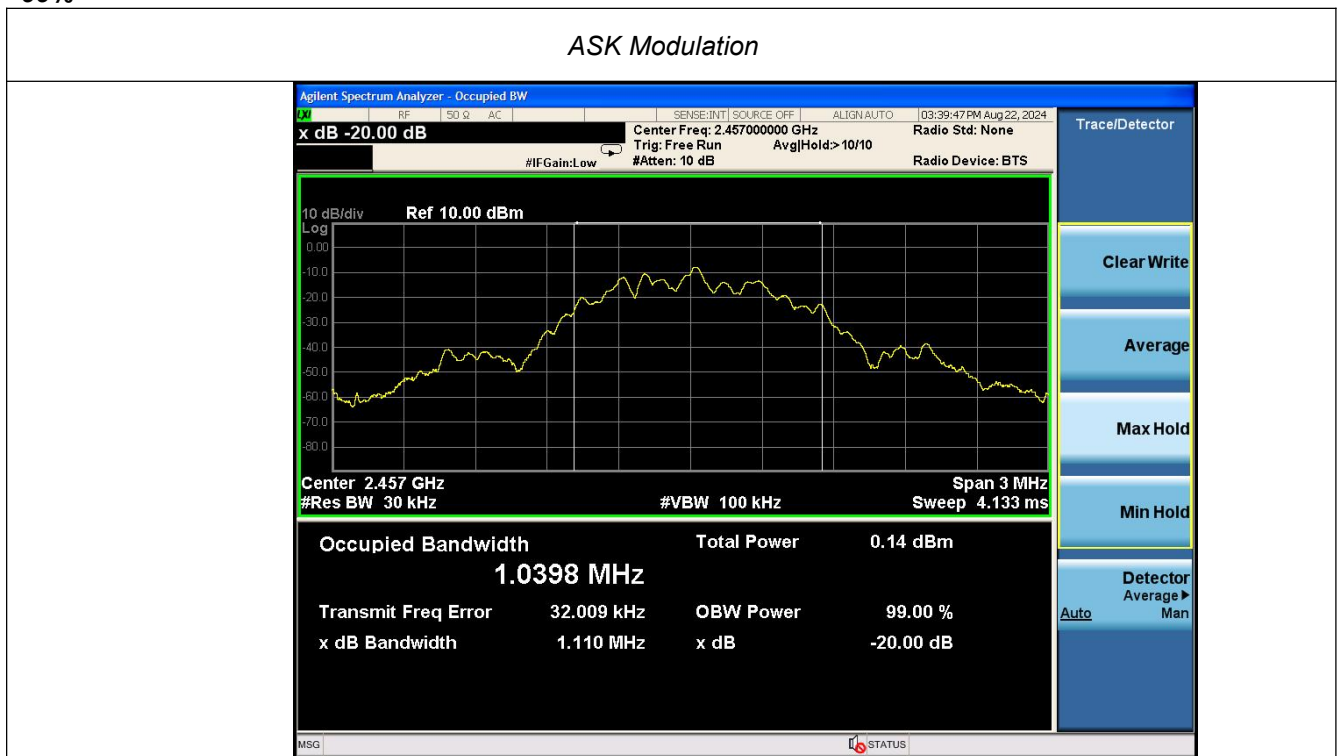 ASK Modulation
Agilent Spectrum Analyzer - Occupied BW
LXI RF 50 Ω AC SENSE:INT SOURCE OFF ALIGN AUTO 03:39:47 PM Aug 22, 2024
x dB -20.00 dB
Center Freq: 2.457000000 GHz Radio Std: None
Trig: Free Run Avg|Hold:> 10/10
#IFGain:Low #Atten: 10 dB Radio Device: BTS
Trace/Detector
10 dB/div Ref 10.00 dBm
Log
0.00
-10.0
-20.0
-30.0
-40.0
-50.0
-60.0
-70.0
-80.0
Center 2.457 GHz Span 3 MHz
#Res BW 30 kHz #VBW 100 kHz Sweep 4.133 ms
Occupied Bandwidth Total Power 0.14 dBm
1.0398 MHz
Transmit Freq Error 32.009 kHz OBW Power 99.00 %
x dB Bandwidth 1.110 MHz x dB -20.00 dB
Clear Write
Average
Max Hold
Min Hold
Detector
Average▶
Auto Man
MSG STATUS